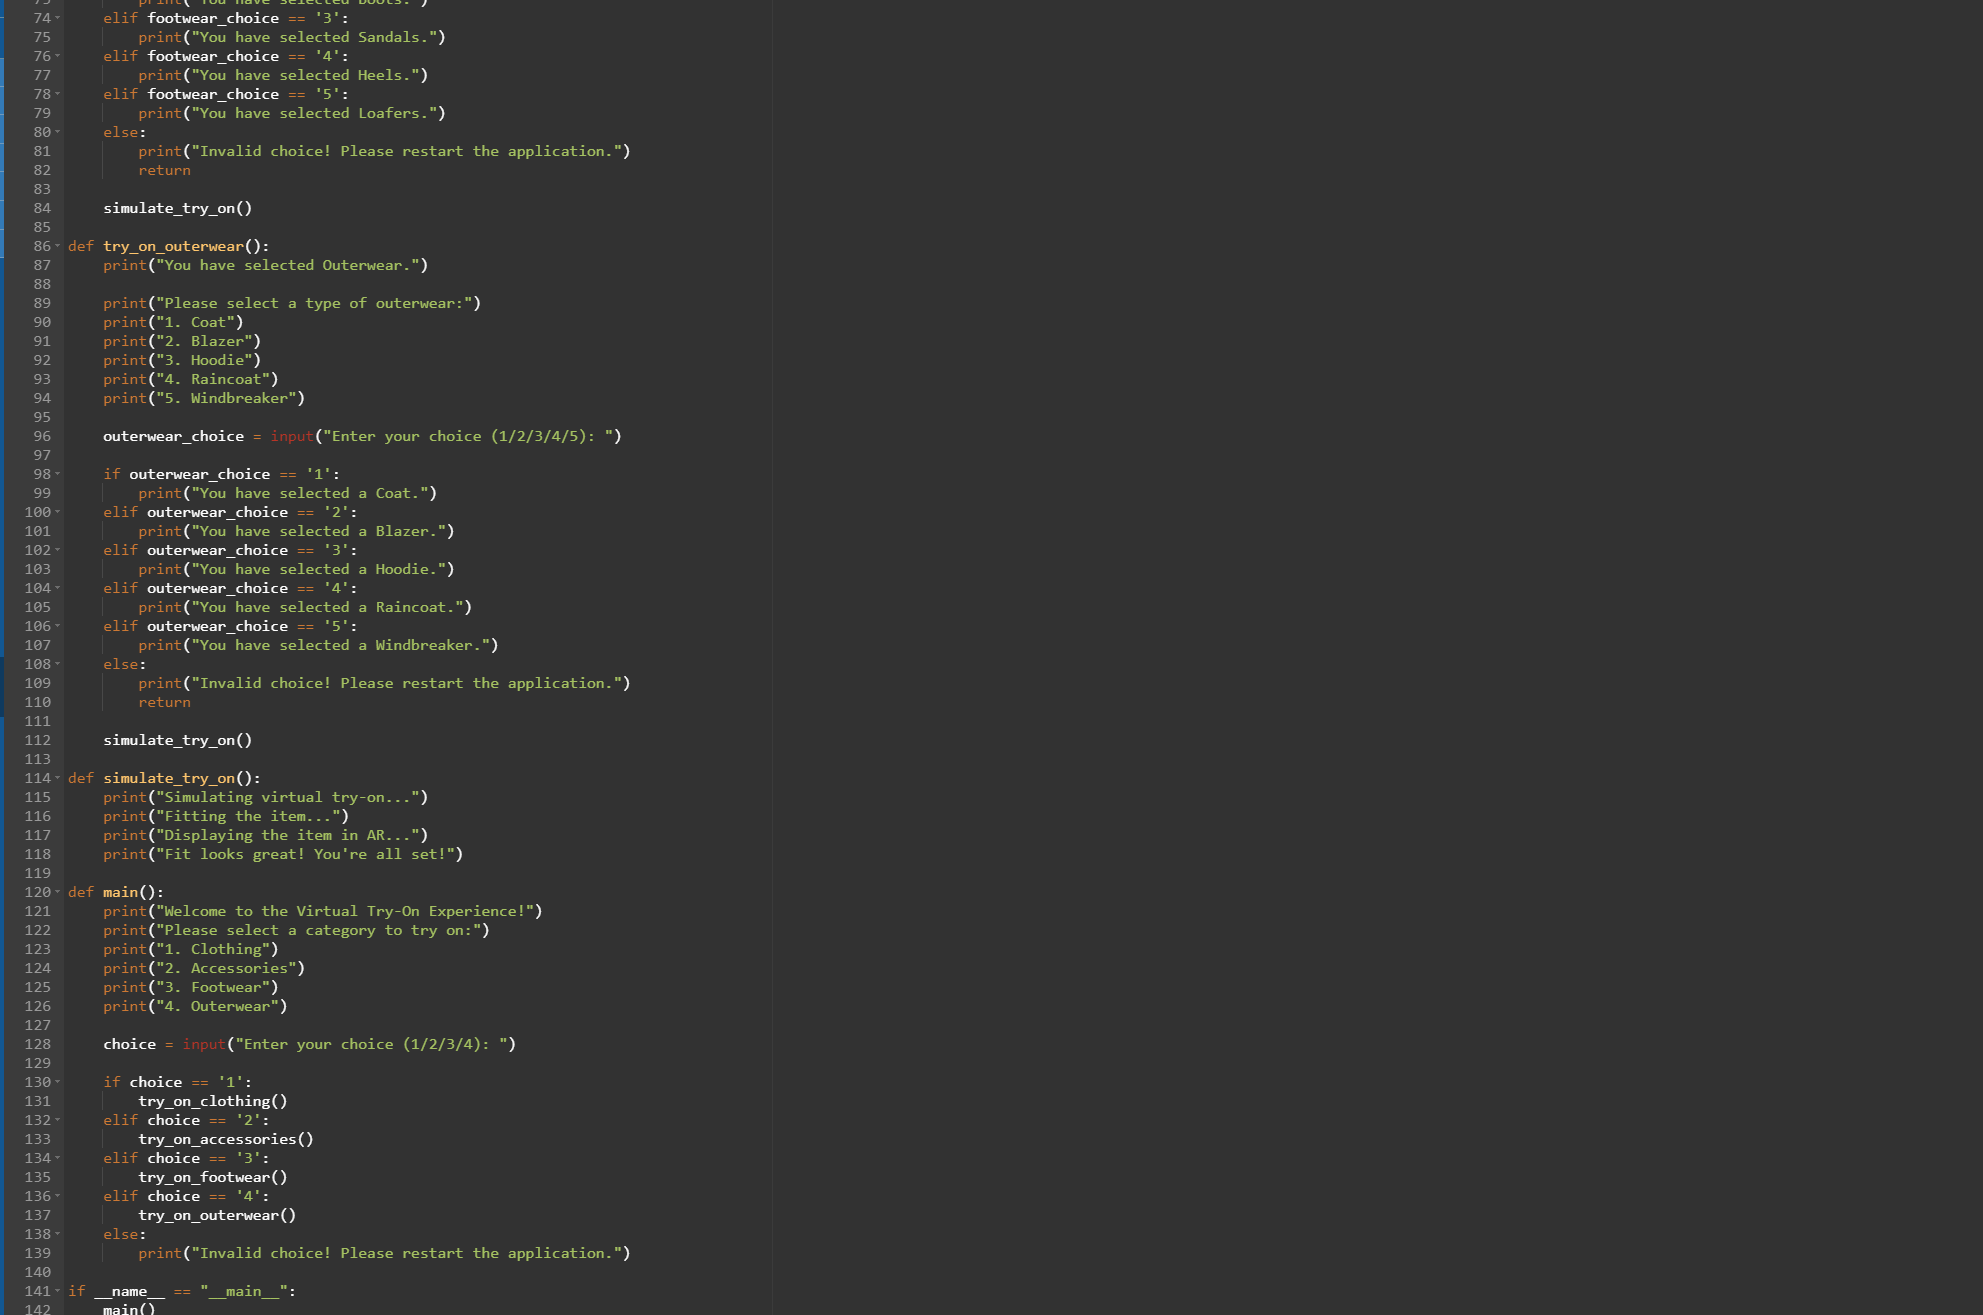 73 print("You have selected Boots.")
74 elif footwear_choice == '3':
75 print("You have selected Sandals.")
76 elif footwear_choice == '4':
77 print("You have selected Heels.")
78 elif footwear_choice == '5':
79 print("You have selected Loafers.")
80 else:
81 print("Invalid choice! Please restart the application.")
82 return
83
84 simulate_try_on()
85
86 def try_on_outerwear():
87 print("You have selected Outerwear.")
88
89 print("Please select a type of outerwear:")
90 print("1. Coat")
91 print("2. Blazer")
92 print("3. Hoodie")
93 print("4. Raincoat")
94 print("5. Windbreaker")
95
96 outerwear_choice = input("Enter your choice (1/2/3/4/5): ")
97
98 if outerwear_choice == '1':
99 print("You have selected a Coat.")
100 elif outerwear_choice == '2':
101 print("You have selected a Blazer.")
102 elif outerwear_choice == '3':
103 print("You have selected a Hoodie.")
104 elif outerwear_choice == '4':
105 print("You have selected a Raincoat.")
106 elif outerwear_choice == '5':
107 print("You have selected a Windbreaker.")
108 else:
109 print("Invalid choice! Please restart the application.")
110 return
111
112 simulate_try_on()
113
114 def simulate_try_on():
115 print("Simulating virtual try-on...")
116 print("Fitting the item...")
117 print("Displaying the item in AR...")
118 print("Fit looks great! You're all set!")
119
120 def main():
121 print("Welcome to the Virtual Try-On Experience!")
122 print("Please select a category to try on:")
123 print("1. Clothing")
124 print("2. Accessories")
125 print("3. Footwear")
126 print("4. Outerwear")
127
128 choice = input("Enter your choice (1/2/3/4): ")
129
130 if choice == '1':
131 try_on_clothing()
132 elif choice == '2':
133 try_on_accessories()
134 elif choice == '3':
135 try_on_footwear()
136 elif choice == '4':
137 try_on_outerwear()
138 else:
139 print("Invalid choice! Please restart the application.")
140
141 if __name__ == "__main__":
142 main()